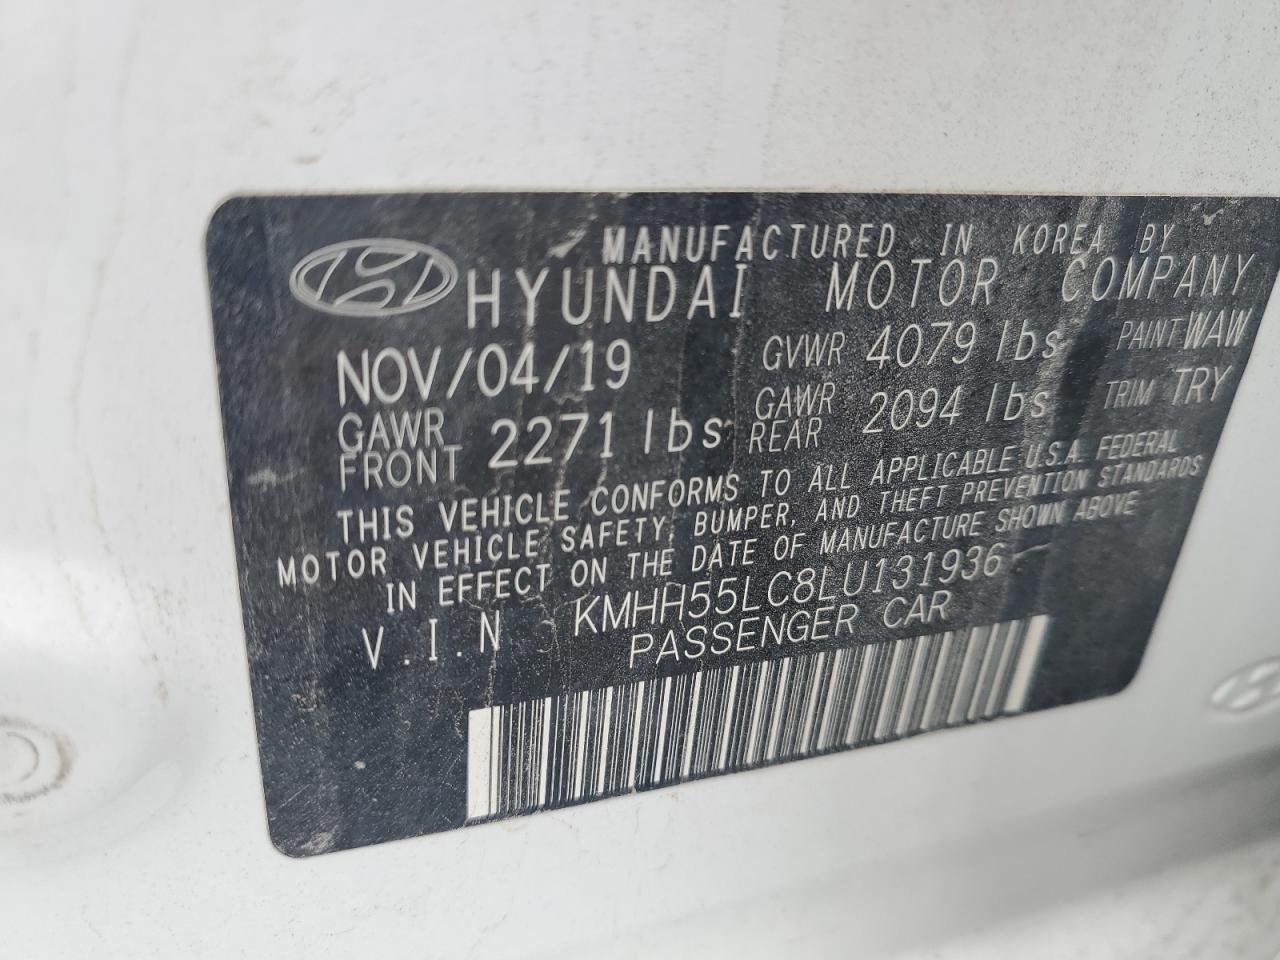 MANUFACTURED IN KOREA BY
HYUNDAI MOTOR COMPANY
NOV/04/19 GVWR 4079 lbs PAINT WAW
GAWR FRONT 2271 lbs GAWR REAR 2094 lbs TRIM TRY
THIS VEHICLE CONFORMS TO ALL APPLICABLE U.S.A. FEDERAL
MOTOR VEHICLE SAFETY, BUMPER, AND THEFT PREVENTION STANDARDS
IN EFFECT ON THE DATE OF MANUFACTURE SHOWN ABOVE
V.I.N KMHH55LC8LU131936
PASSENGER CAR